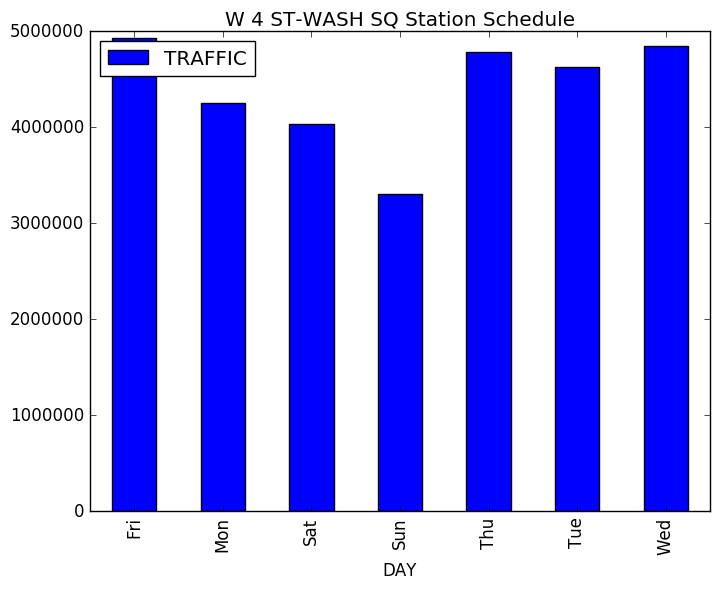 W 4 ST-WASH SQ Station Schedule
5000000
TRAFFIC
4000000
3000000
2000000
1000000
0
Fri
Mon
Sat
Sun
Thu
Tue
Wed
DAY